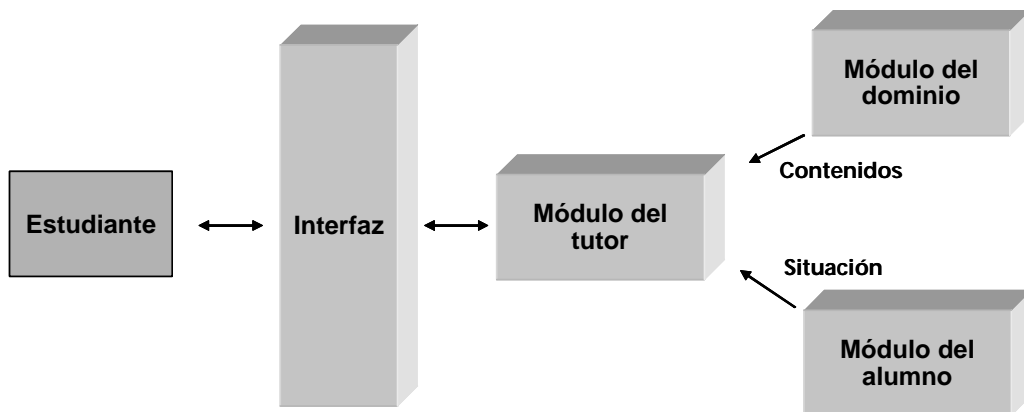 Módulo del
dominio
Contenidos
Estudiante
Interfaz
Módulo del
tutor
Situación
Módulo del
alumno